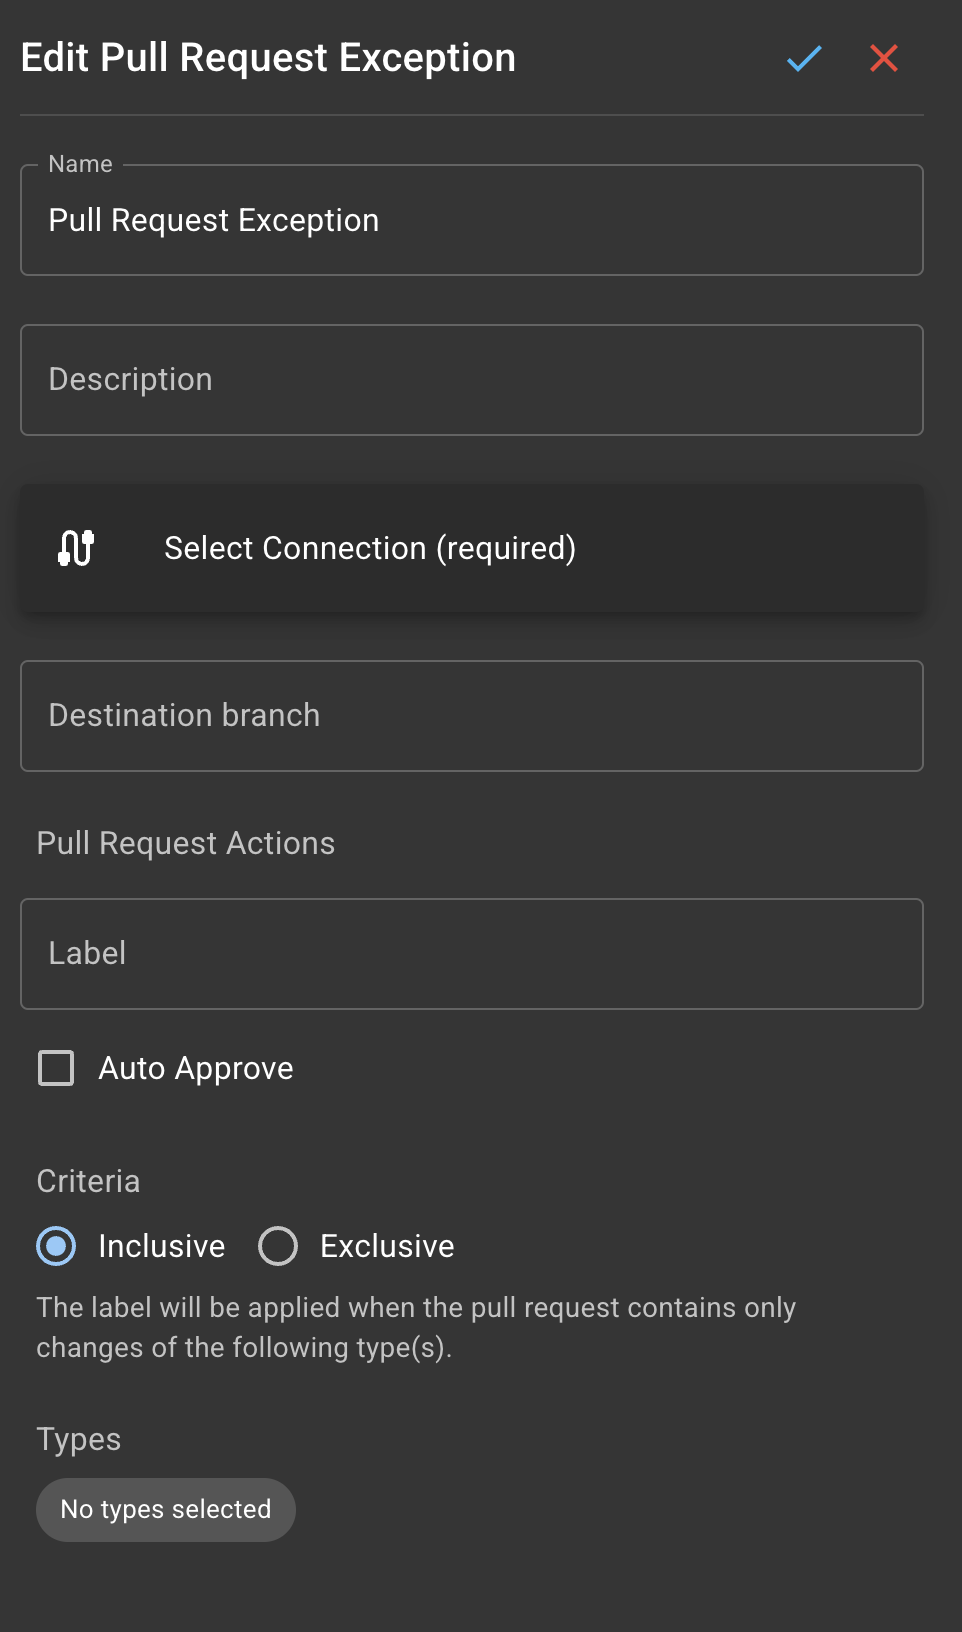 Edit Pull Request Exception
Name
Pull Request Exception
Description
Select Connection (required)
Destination branch
Pull Request Actions
Label
Auto Approve
Criteria
Inclusive Exclusive
The label will be applied when the pull request contains only
changes of the following type(s).
Types
No types selected